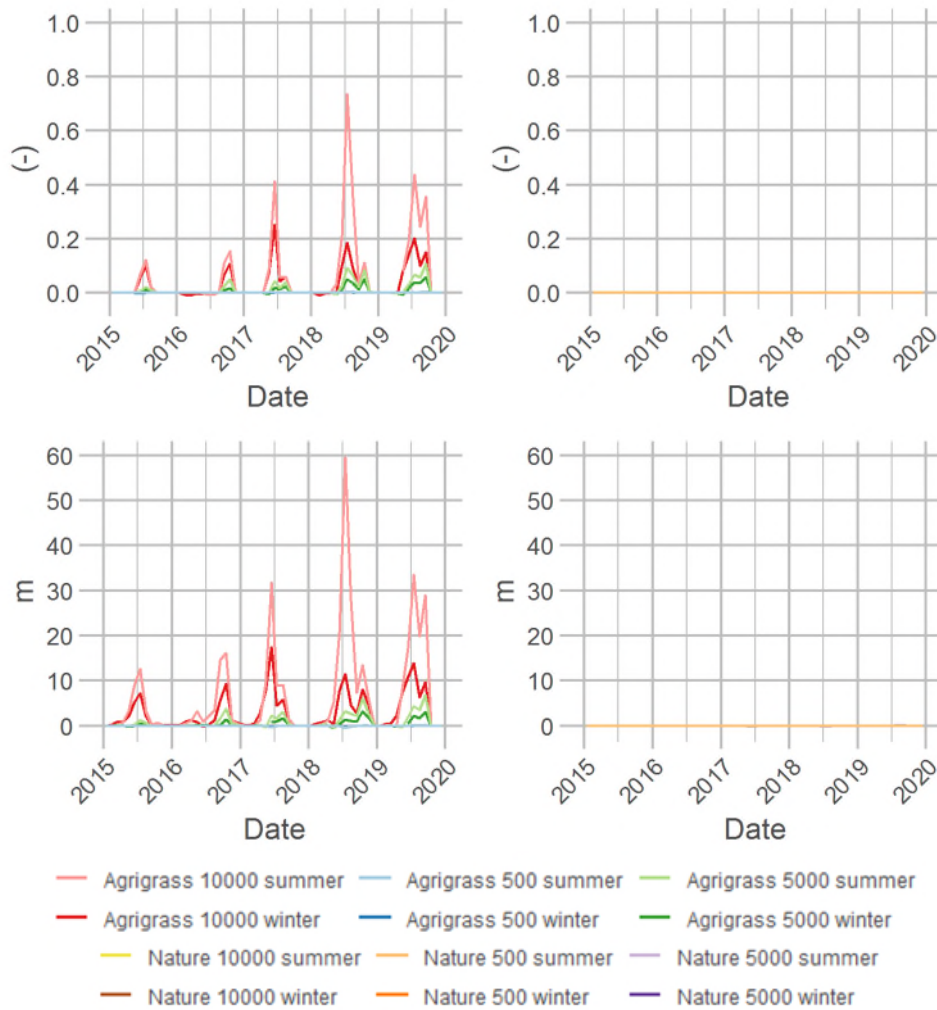 1.0
0.8
0.6
0.4
0.2
0.0
(-)
2015 2016 2017 2018 2019 2020
Date
1.0
0.8
0.6
0.4
0.2
0.0
(-)
2015 2016 2017 2018 2019 2020
Date
60
50
40
30
20
10
0
m
2015 2016 2017 2018 2019 2020
Date
60
50
40
30
20
10
0
m
2015 2016 2017 2018 2019 2020
Date
Agrigrass 10000 summer Agrigrass 500 summer Agrigrass 5000 summer
Agrigrass 10000 winter Agrigrass 500 winter Agrigrass 5000 winter
Nature 10000 summer Nature 500 summer Nature 5000 summer
Nature 10000 winter Nature 500 winter Nature 5000 winter